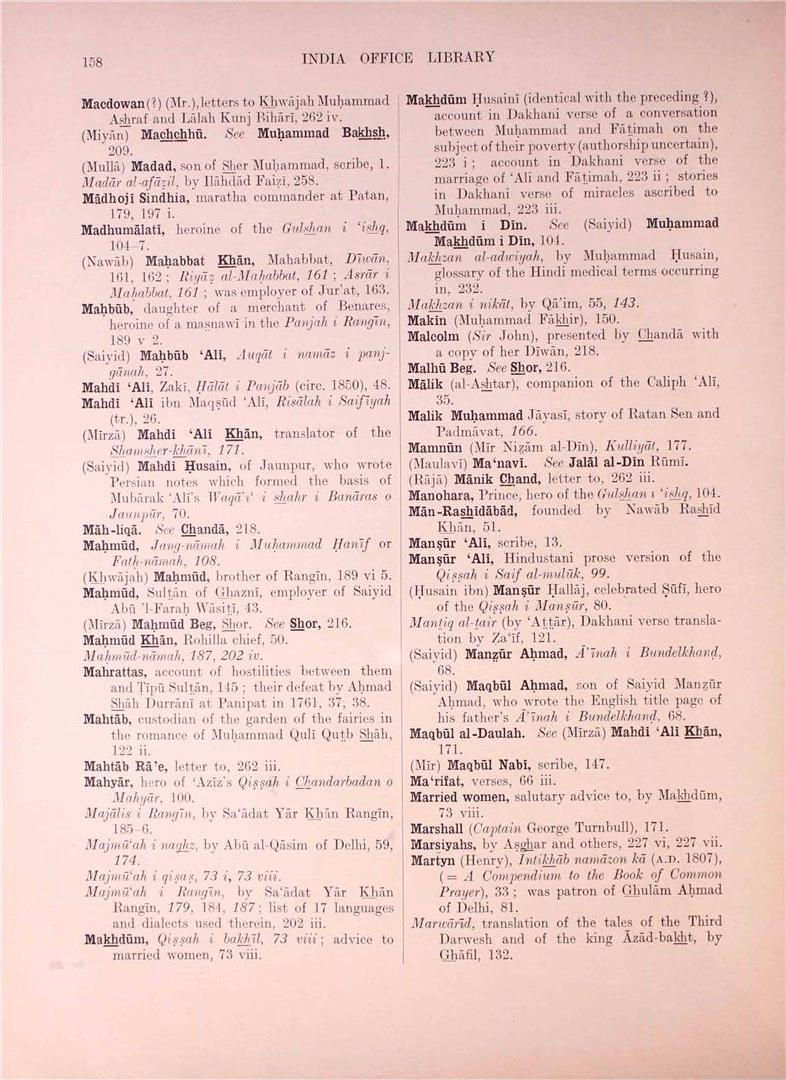 158
INDIA OFFICE LIBRARY
Macdowan (?) (Mr.), letters to Khwājah Muḥammad
Ashraf and Lālah Kunj Bihārī, 262 iv.
(Miyān) Machchhū. See Muḥammad Bakhsh,
209.
(Mullā) Madad, son of Sher Muḥammad, scribe, 1.
Madār al-afāẓil, by Ilāhdād Faiẓī, 258.
Mādhojī Sindhia, maratha commander at Patan,
179, 197 i.
Madhumālati, heroine of the Gulshan i ‘ishq,
104–7.
(Nawāb) Maḥabbat Khān, Mahabbat, Dīwān,
161, 162 ; Riyāẓ al-Maḥabbat, 161 ; Asrār i
Maḥabbat, 161 ; was employer of Jur'at, 163.
Maḥbūb, daughter of a merchant of Benares,
heroine of a maṣnawī in the Panjah i Rangīn,
189 v 2.
(Saiyid) Maḥbūb ‘Alī, Auqāt i namāz i panj-
gānah, 27.
Mahdī ‘Alī, Zakī, Ḥālāt i Panjāb (circ. 1850), 48.
Mahdī ‘Alī ibn Maqṣūd ‘Alī, Risālah i Saifīyah
(tr.), 26.
(Mīrzā) Mahdī ‘Alī Khān, translator of the
Shamsher-khānī, 171.
(Saiyid) Mahdī Ḥusain, of Jaunpur, who wrote
Persian notes which formed the basis of
Mubārak ‘Alī's Waqā'i‘ i shahr i Banāras o
Jaunpūr, 70.
Māh-liqā. See Chandā, 218.
Maḥmūd, Jang-nāmah i Muḥammad Ḥanīf or
Fatḥ-nāmah, 108.
(Khwājah) Maḥmūd, brother of Rangīn, 189 vi 5.
Maḥmūd, Sulṭān of Ghaznī, employer of Saiyid
Abū 'l-Faraḥ Wāsiṭī, 43.
(Mīrzā) Maḥmūd Beg, Shor. See Shor, 216.
Maḥmūd Khān, Rohilla chief, 50.
Maḥmūd-nāmah, 187, 202 iv.
Mahrattas, account of hostilities between them
and Ṭīpū Sulṭān, 145 ; their defeat by Aḥmad
Shāh Durrānī at Panipat in 1761, 37, 38.
Mahtāb, custodian of the garden of the fairies in
the romance of Muḥammad Qulī Quṭb Shāh,
122 ii.
Mahtāb Rā'e, letter to, 262 iii.
Mahyār, hero of ‘Azīz's Qiṣṣah i Chandarbadan o
Mahyār, 100.
Majālis i Rangīn, by Sa‘ādat Yār Khān Rangīn,
185–6.
Majmū‘ah i naghz, by Abū al-Qāsim of Delhi, 59,
174.
Majmū‘ah i qiṣaṣ, 73 i, 73 viii.
Majmū‘ah i Rangīn, by Sa‘ādat Yār Khān
Rangīn, 179, 184, 187 ; list of 17 languages
and dialects used therein, 202 iii.
Makhdūm, Qiṣṣah i bakhīl, 73 viii ; advice to
married women, 73 viii.
Makhdūm Ḥusainī (identical with the preceding ?),
account in Dakhani verse of a conversation
between Muḥammad and Fāṭimah on the
subject of their poverty (authorship uncertain),
223 i ; account in Dakhani verse of the
marriage of ‘Ali and Fāṭimah, 223 ii ; stories
in Dakhani verse of miracles ascribed to
Muḥammad, 223 iii.
Makhdūm i Dīn. See (Saiyid) Muḥammad
Makhdūm i Dīn, 104.
Makhzan al-adwiyah, by Muḥammad Ḥusain,
glossary of the Hindi medical terms occurring
in, 232.
Makhzan i nikāt, by Qā'im, 55, 143.
Makīn (Muḥammad Fākhir), 150.
Malcolm (Sir John), presented by Chandā with
a copy of her Dīwān, 218.
Malhū Beg. See Shor, 216.
Mālik (al-Ashtar), companion of the Caliph ‘Alī,
35.
Malik Muḥammad Jāyasī, story of Ratan Sen and
Padmāvat, 166.
Mamnūn (Mīr Niẓām al-Dīn), Kulliyāt, 177.
(Maulavī) Ma‘navī. See Jalāl al-Dīn Rūmī.
(Rājā) Mānik Chand, letter to, 262 iii.
Manohara, Prince, hero of the Gulshan i ‘ishq, 104.
Mān-Rashīdābād, founded by Nawāb Rashīd
Khān, 51.
Manṣūr ‘Alī, scribe, 13.
Manṣūr ‘Alī, Hindustani prose version of the
Qiṣṣah i Saif al-mulūk, 99.
(Ḥusain ibn) Manṣūr Ḥallāj, celebrated Ṣūfī, hero
of the Qiṣṣah i Manṣūr, 80.
Manṭiq al-ṭair (by ‘Aṭṭār), Dakhani verse transla-
tion by Ẓa‘īf, 121.
(Saiyid) Manẓūr Aḥmad, Ā'īnah i Bundelkhand,
68.
(Saiyid) Maqbūl Aḥmad, son of Saiyid Manẓūr
Aḥmad, who wrote the English title page of
his father's Ā'īnah i Bundelkhand, 68.
Maqbūl al-Daulah. See (Mīrzā) Mahdī ‘Alī Khān,
171.
(Mīr) Maqbūl Nabī, scribe, 147.
Ma‘rifat, verses, 66 iii.
Married women, salutary advice to, by Makhdūm,
73 viii.
Marshall (Captain George Turnbull), 171.
Marsiyahs, by Aṣghar and others, 227 vi, 227 vii.
Martyn (Henry), Intikhāb namāzon kā (A.D. 1807),
(= A Compendium to the Book of Common
Prayer), 33 ; was patron of Ghulām Aḥmad
of Delhi, 81.
Marwārīd, translation of the tales of the Third
Darwesh and of the king Āzād-bakht, by
Ghāfil, 132.